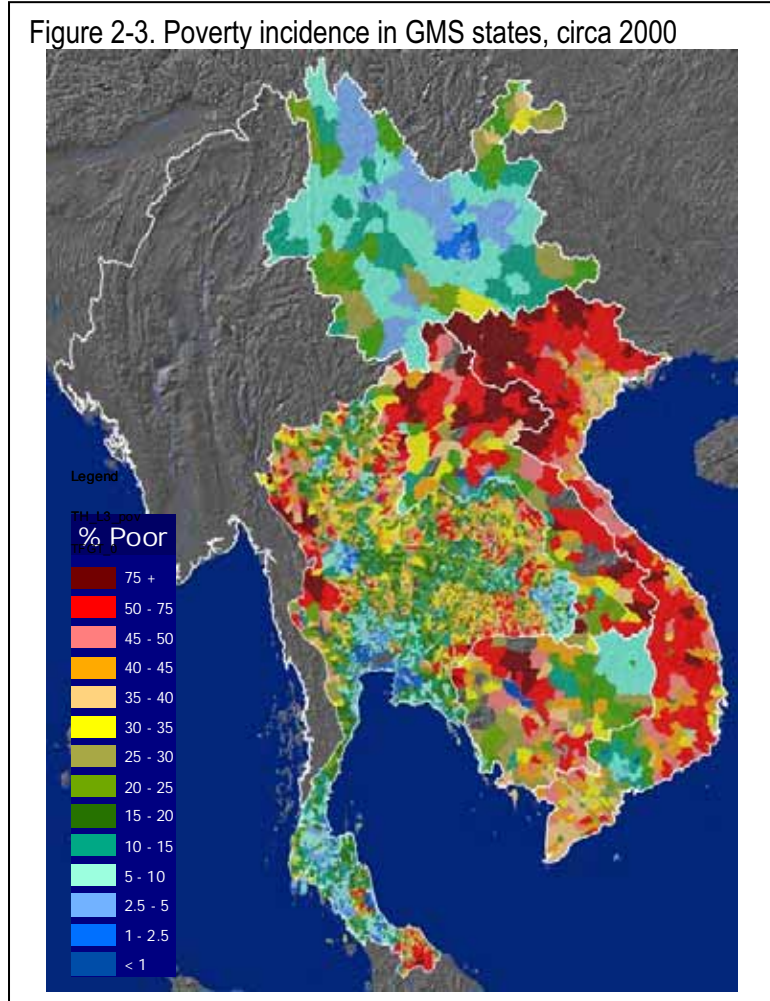 Figure 2-3. Poverty incidence in GMS states, circa 2000
Legend
% Poor
75 +
50 - 75
45 - 50
40 - 45
35 - 40
30 - 35
25 - 30
20 - 25
15 - 20
10 - 15
5 - 10
2.5 - 5
1 - 2.5
< 1